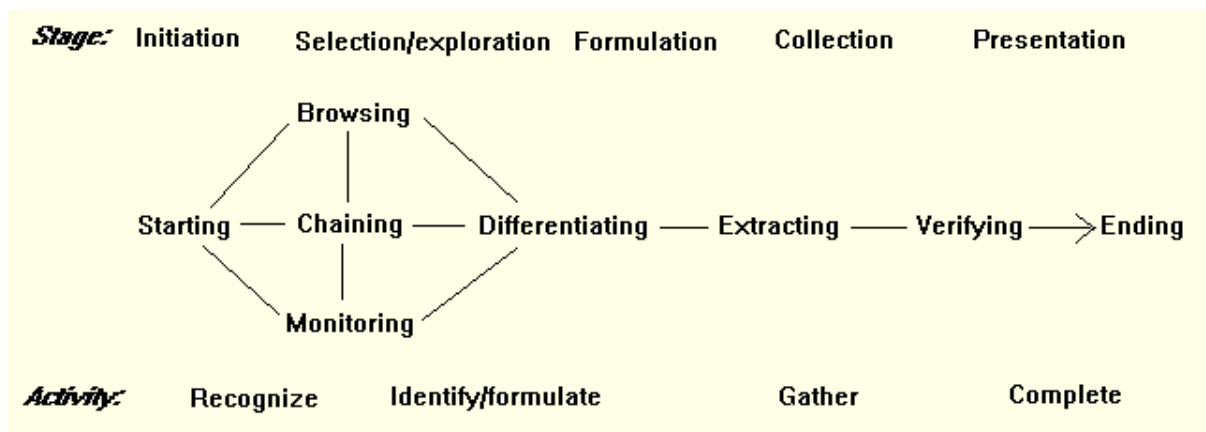 Stage: Initiation Selection/exploration Formulation Collection Presentation
Browsing
Starting Chaining Differentiating Extracting Verifying Ending
Monitoring
Activity: Recognize Identify/formulate Gather Complete